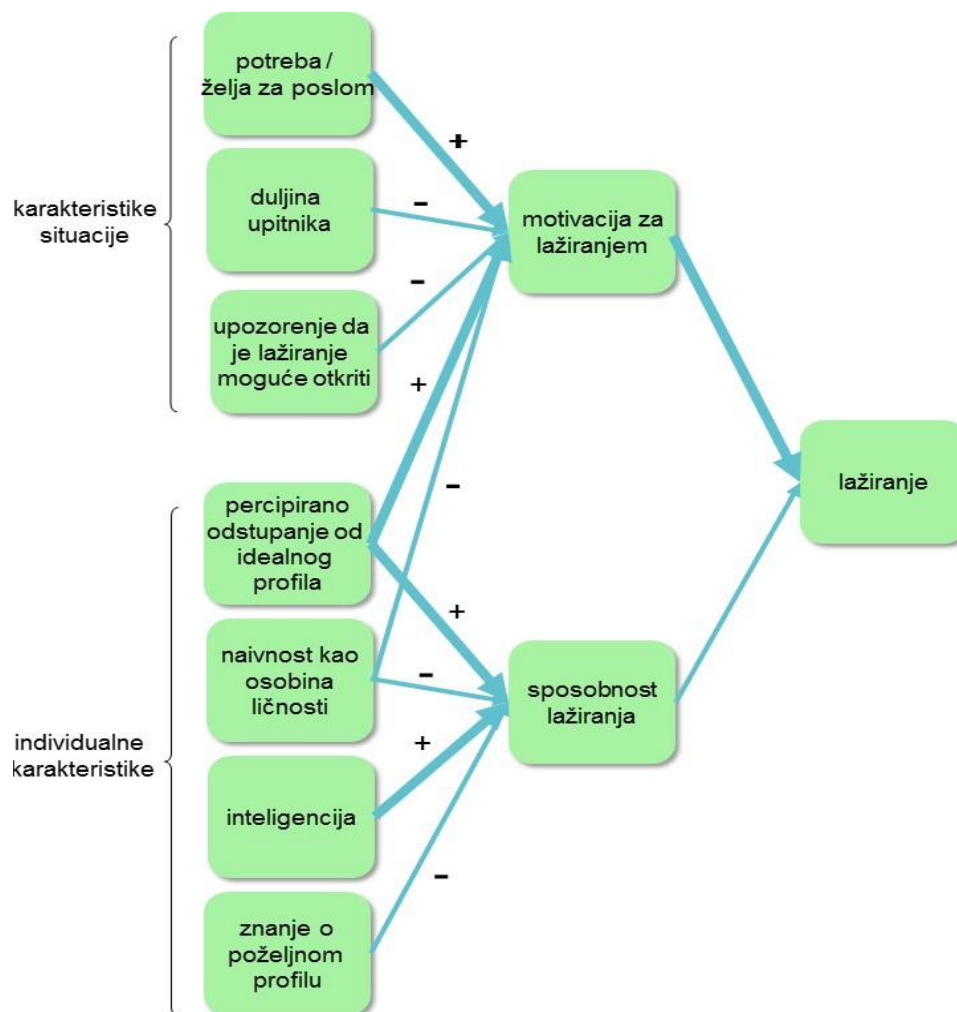 potreba /
želja za poslom
+
karakteristike
situacije
duljina
upitnika
–
motivacija za
lažiranjem
–
upozorenje da
je lažiranje
moguće otkriti
+
–
lažiranje
percipirano
odstupanje od
idealnog
profila
+
naivnost kao
osobina
ličnosti
–
sposobnost
lažiranja
individualne
karakteristike
+
inteligencija
–
znanje o
poželjnom
profilu